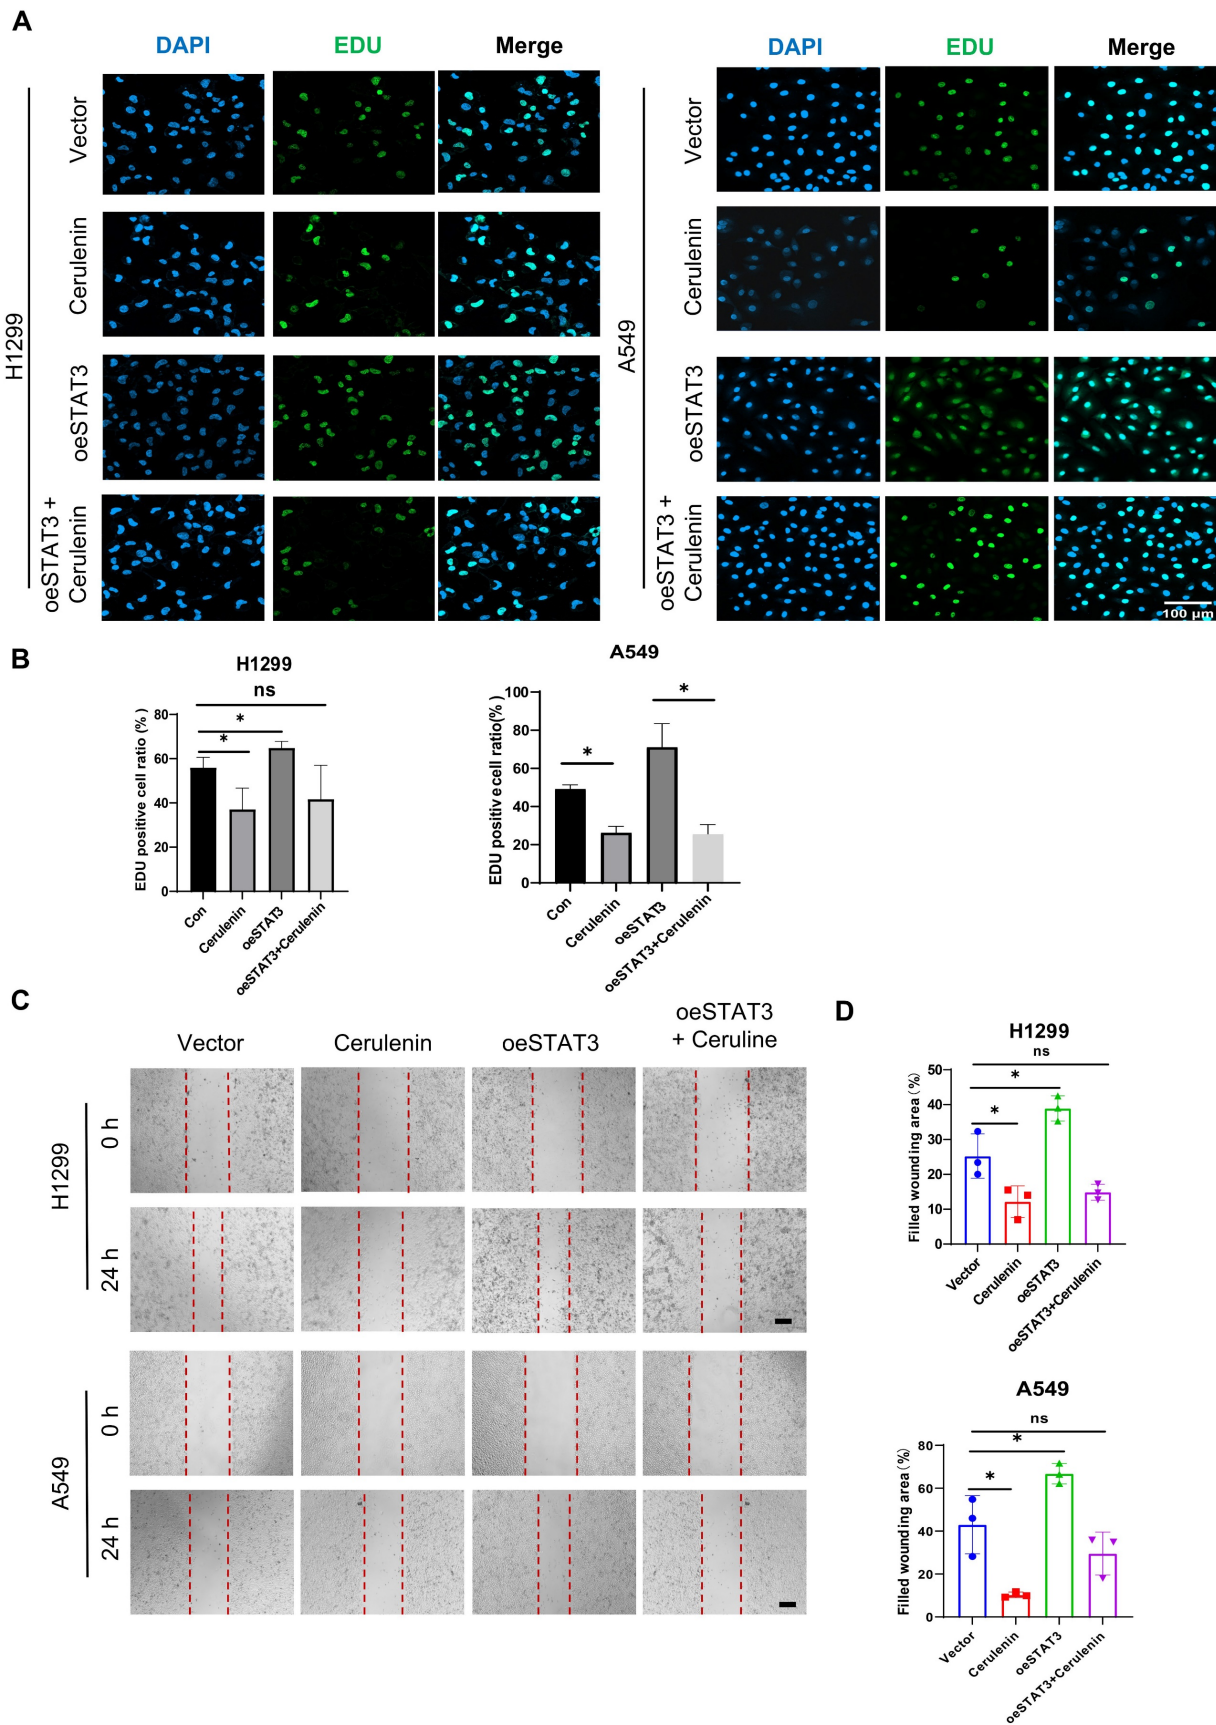 A
DAPI EDU Merge DAPI EDU Merge
H1299
Vector
Cerulenin
oeSTAT3
oeSTAT3 +
Cerulenin
A549
Vector
Cerulenin
oeSTAT3
oeSTAT3 +
Cerulenin
100 µm
B
H1299
ns
*
*
EDU positive cell ratio (%)
80
60
40
20
0
Con
Cerulenin
oeSTAT3
oeSTAT3+Cerulenin
A549
*
*
EDU positive cell ratio(%)
100
80
60
40
20
0
Con
Cerulenin
oeSTAT3
oeSTAT3+Cerulenin
C
Vector
Cerulenin
oeSTAT3
oeSTAT3
+ Ceruline
H1299
0 h
24 h
A549
0 h
24 h
D
H1299
ns
*
*
Filled wounding area (%)
50
40
30
20
10
0
Vector
Cerulenin
oeSTAT3
oeSTAT3+Cerulenin
A549
ns
*
*
Filled wounding area (%)
80
60
40
20
0
Vector
Cerulenin
oeSTAT3
oeSTAT3+Cerulenin